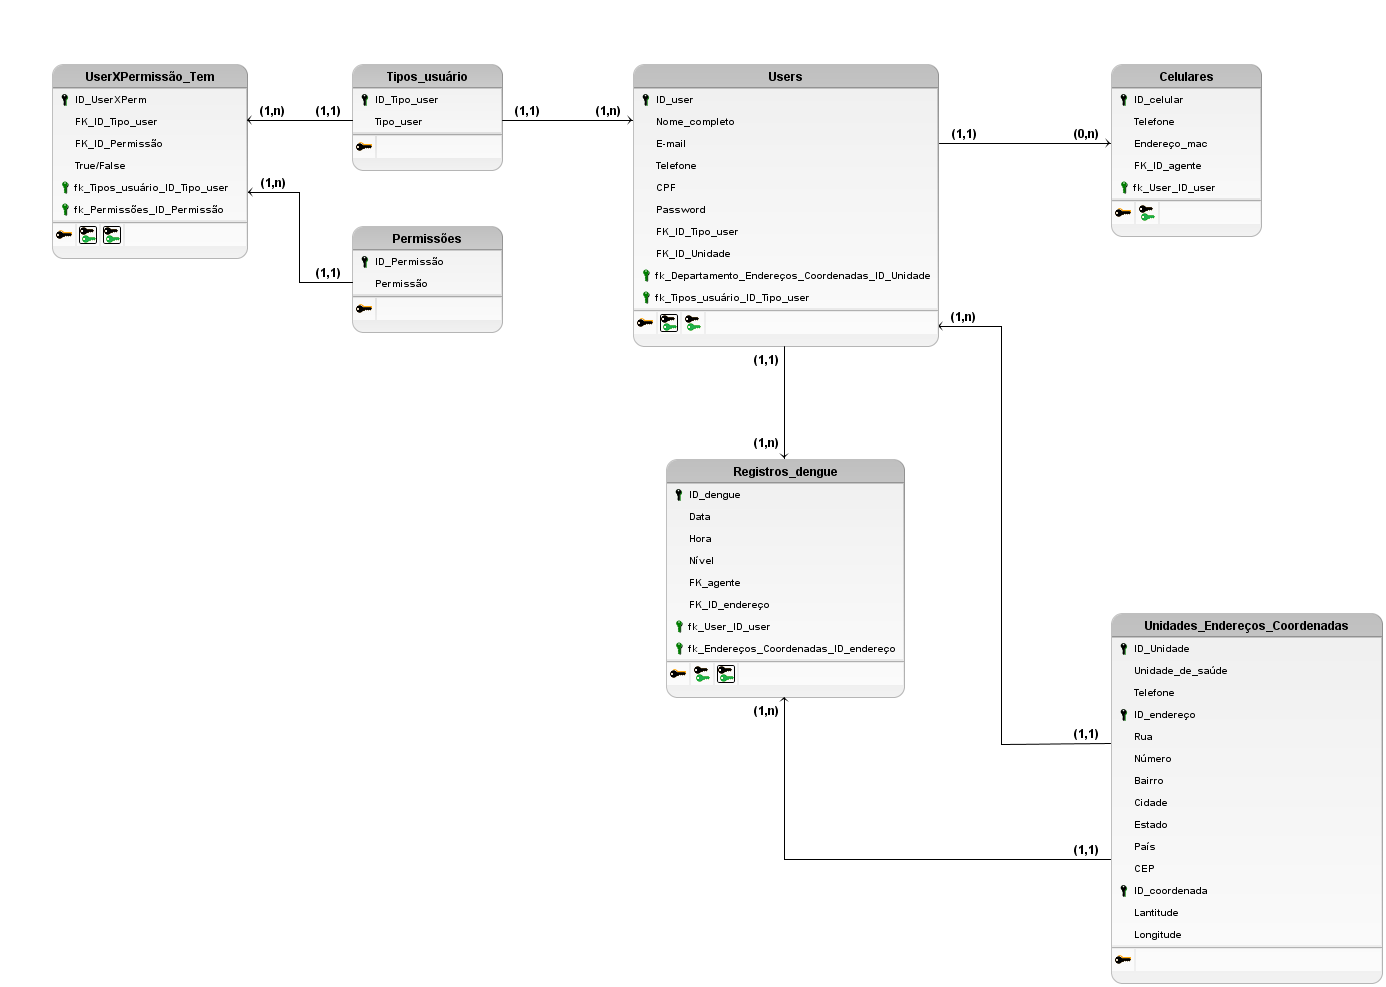 UserXPermissão_Tem
ID_UserXPerm
FK_ID_Tipo_user
FK_ID_Permissão
True/False
fk_Tipos_usuário_ID_Tipo_user
fk_Permissões_ID_Permissão
(1,n)
(1,1)
(1,n)
(1,1)
Tipos_usuário
ID_Tipo_user
Tipo_user
Permissões
ID_Permissão
Permissão
(1,1)
(1,n)
Users
ID_user
Nome_completo
E-mail
Telefone
CPF
Password
FK_ID_Tipo_user
FK_ID_Unidade
fk_Departamento_Endereços_Coordenadas_ID_Unidade
fk_Tipos_usuário_ID_Tipo_user
(1,1)
(0,n)
Celulares
ID_celular
Telefone
Endereço_mac
FK_ID_agente
fk_User_ID_user
(1,n)
(1,1)
(1,n)
Registros_dengue
ID_dengue
Data
Hora
Nível
FK_agente
FK_ID_endereço
fk_User_ID_user
fk_Endereços_Coordenadas_ID_endereço
(1,n)
(1,1)
(1,1)
Unidades_Endereços_Coordenadas
ID_Unidade
Unidade_de_saúde
Telefone
ID_endereço
Rua
Número
Bairro
Cidade
Estado
País
CEP
ID_coordenada
Lantitude
Longitude